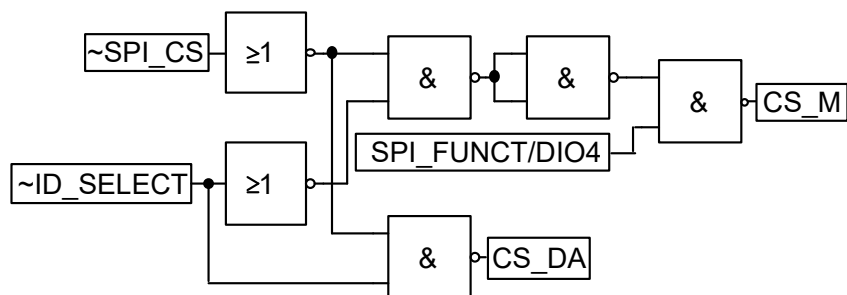 ~SPI_CS
≥1
&
&
&
CS_M
SPI_FUNCT/DIO4
~ID_SELECT
≥1
&
CS_DA